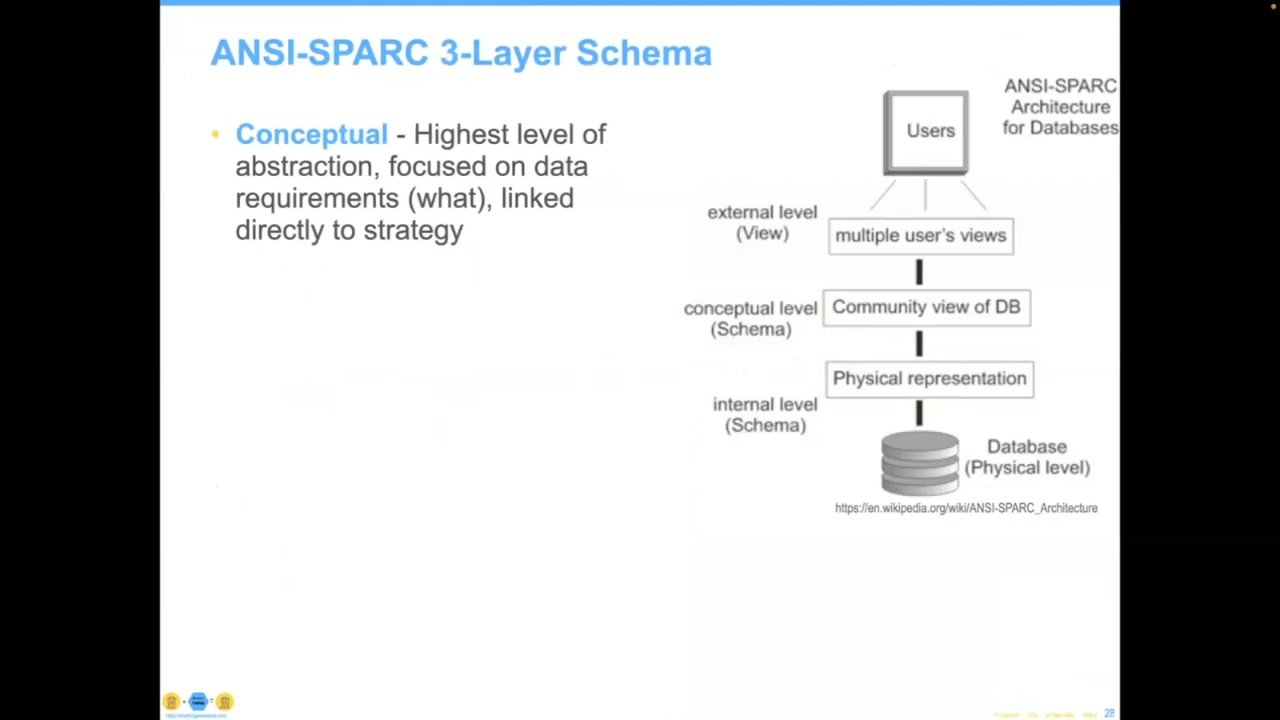 ANSI-SPARC 3-Layer Schema
• Conceptual - Highest level of
abstraction, focused on data
requirements (what), linked
directly to strategy
ANSI-SPARC
Architecture
for Databases
Users
external level
(View)
multiple user's views
conceptual level
(Schema)
Community view of DB
Physical representation
internal level
(Schema)
Database
(Physical level)
https://en.wikipedia.org/wiki/ANSI-SPARC_Architecture
28